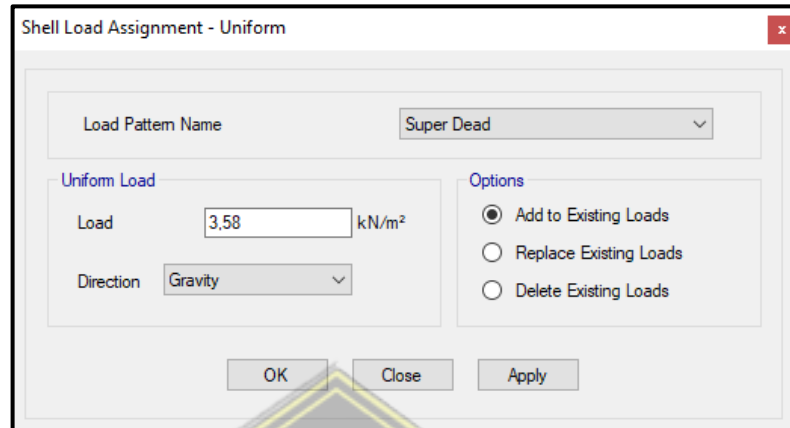 Shell Load Assignment - Uniform
x
Load Pattern Name
Super Dead
Uniform Load
Load
3,58
kN/m²
Direction
Gravity
Options
Add to Existing Loads
Replace Existing Loads
Delete Existing Loads
OK
Close
Apply